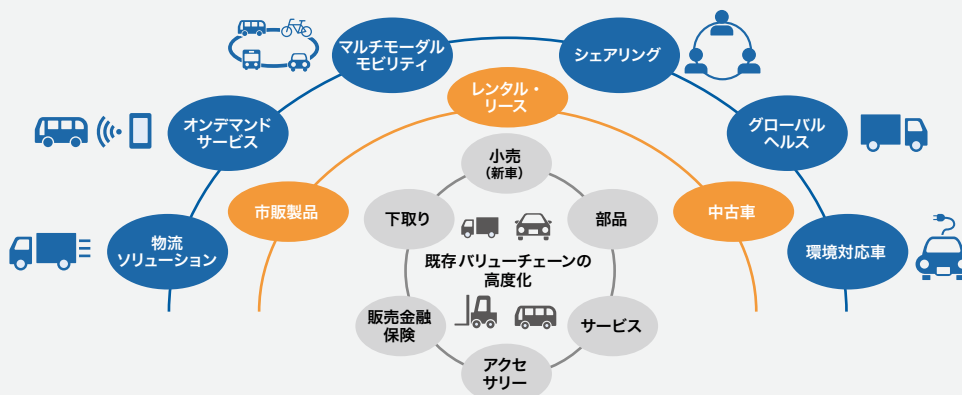 マルチモーダル
モビリティ
シェアリング
レンタル・
リース
オンデマンド
サービス
グローバル
ヘルス
小売
(新車)
市販製品
下取り
部品
中古車
物流
ソリューション
既存バリューチェーンの
高度化
環境対応車
販売金融
保険
サービス
アクセ
サリー